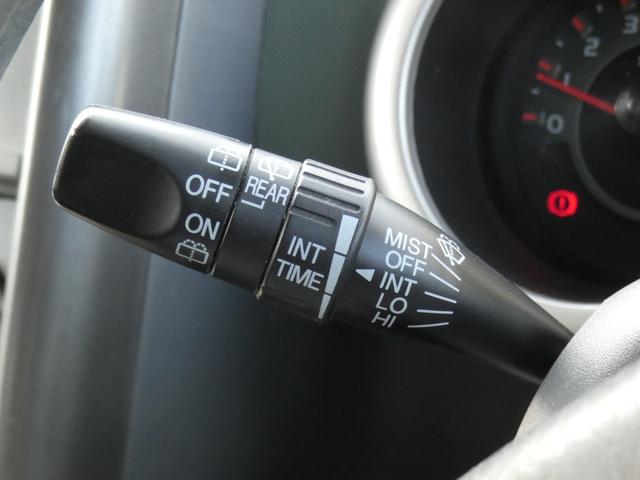 OFF
ON
REAR
INT
TIME
MIST
OFF
INT
LO
HI
3
2
1
0